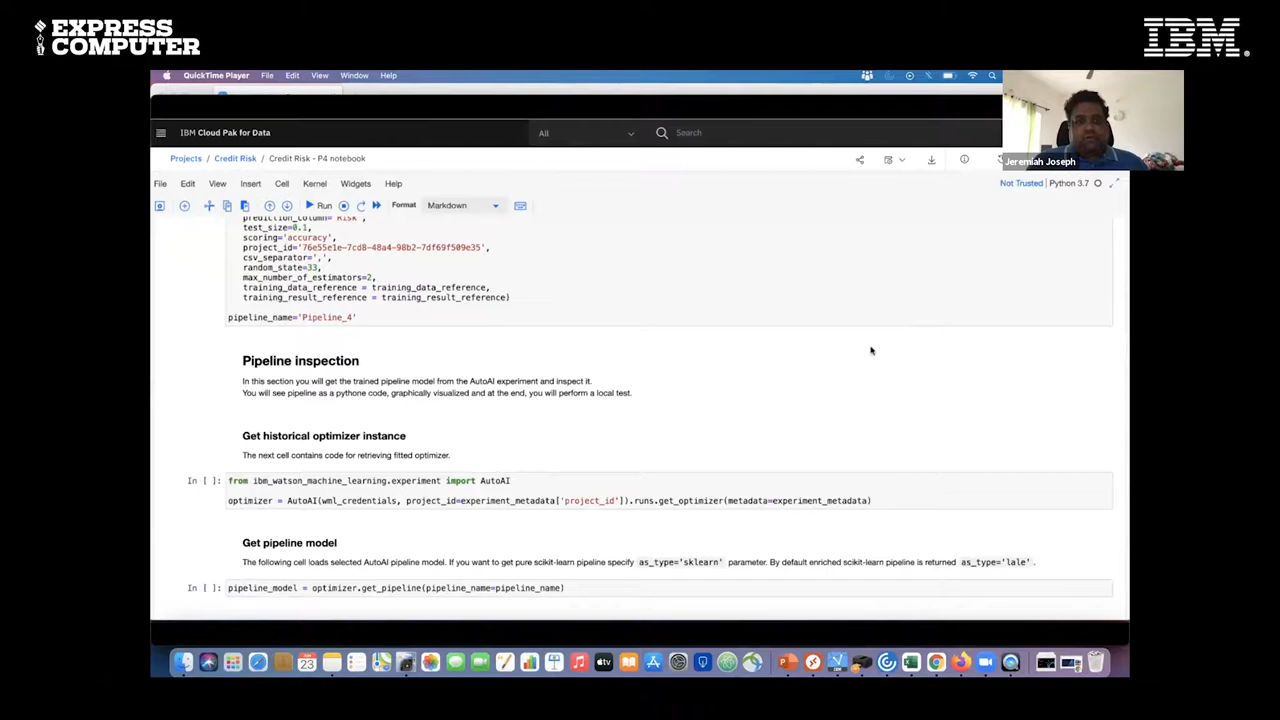 EXPRESS
COMPUTER
IBM
QuickTime Player File Edit View Window Help
IBM Cloud Pak for Data
All
Search
Jeremiah Joseph
Projects / Credit Risk / Credit Risk - P4 notebook
File Edit View Insert Cell Kernel Widgets Help
Not Trusted Python 3.7
Run
Format
Markdown
prediction_column='Risk',
test_size=0.1,
scoring='accuracy',
project_id='76e55e1e-7cd8-48a4-98b2-7df69f509e35',
csv_separator=',',
random_state=33,
max_number_of_estimators=2,
training_data_reference = training_data_reference,
training_result_reference = training_result_reference)
pipeline_name='Pipeline_4'
Pipeline inspection
In this section you will get the trained pipeline model from the AutoAI experiment and inspect it.
You will see pipeline as a pythone code, graphically visualized and at the end, you will perform a local test.
Get historical optimizer instance
The next cell contains code for retrieving fitted optimizer.
In [ ]: from ibm_watson_machine_learning.experiment import AutoAI
optimizer = AutoAI(wml_credentials, project_id=experiment_metadata['project_id']).runs.get_optimizer(metadata=experiment_metadata)
Get pipeline model
The following cell loads selected AutoAI pipeline model. If you want to get pure scikit-learn pipeline specify as_type='sklearn' parameter. By default enriched scikit-learn pipeline is returned as_type='lale' .
In [ ]: pipeline_model = optimizer.get_pipeline(pipeline_name=pipeline_name)
23
tv